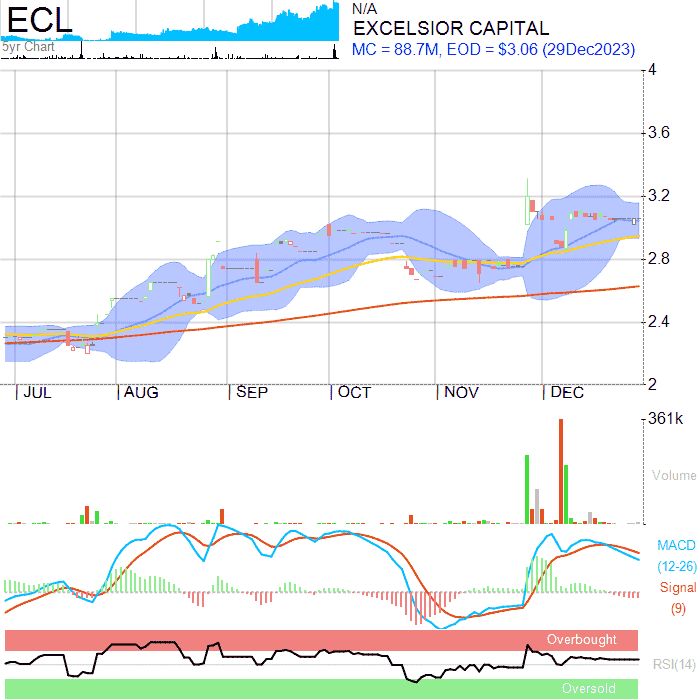 ECL
5yr Chart
N/A
EXCELSIOR CAPITAL
MC = 88.7M, EOD = $3.06 (29Dec2023)
4
3.6
3.2
2.8
2.4
2
JUL AUG SEP OCT NOV DEC
361k
Volume
MACD
(12-26)
Signal
(9)
Overbought
RSI(14)
Oversold